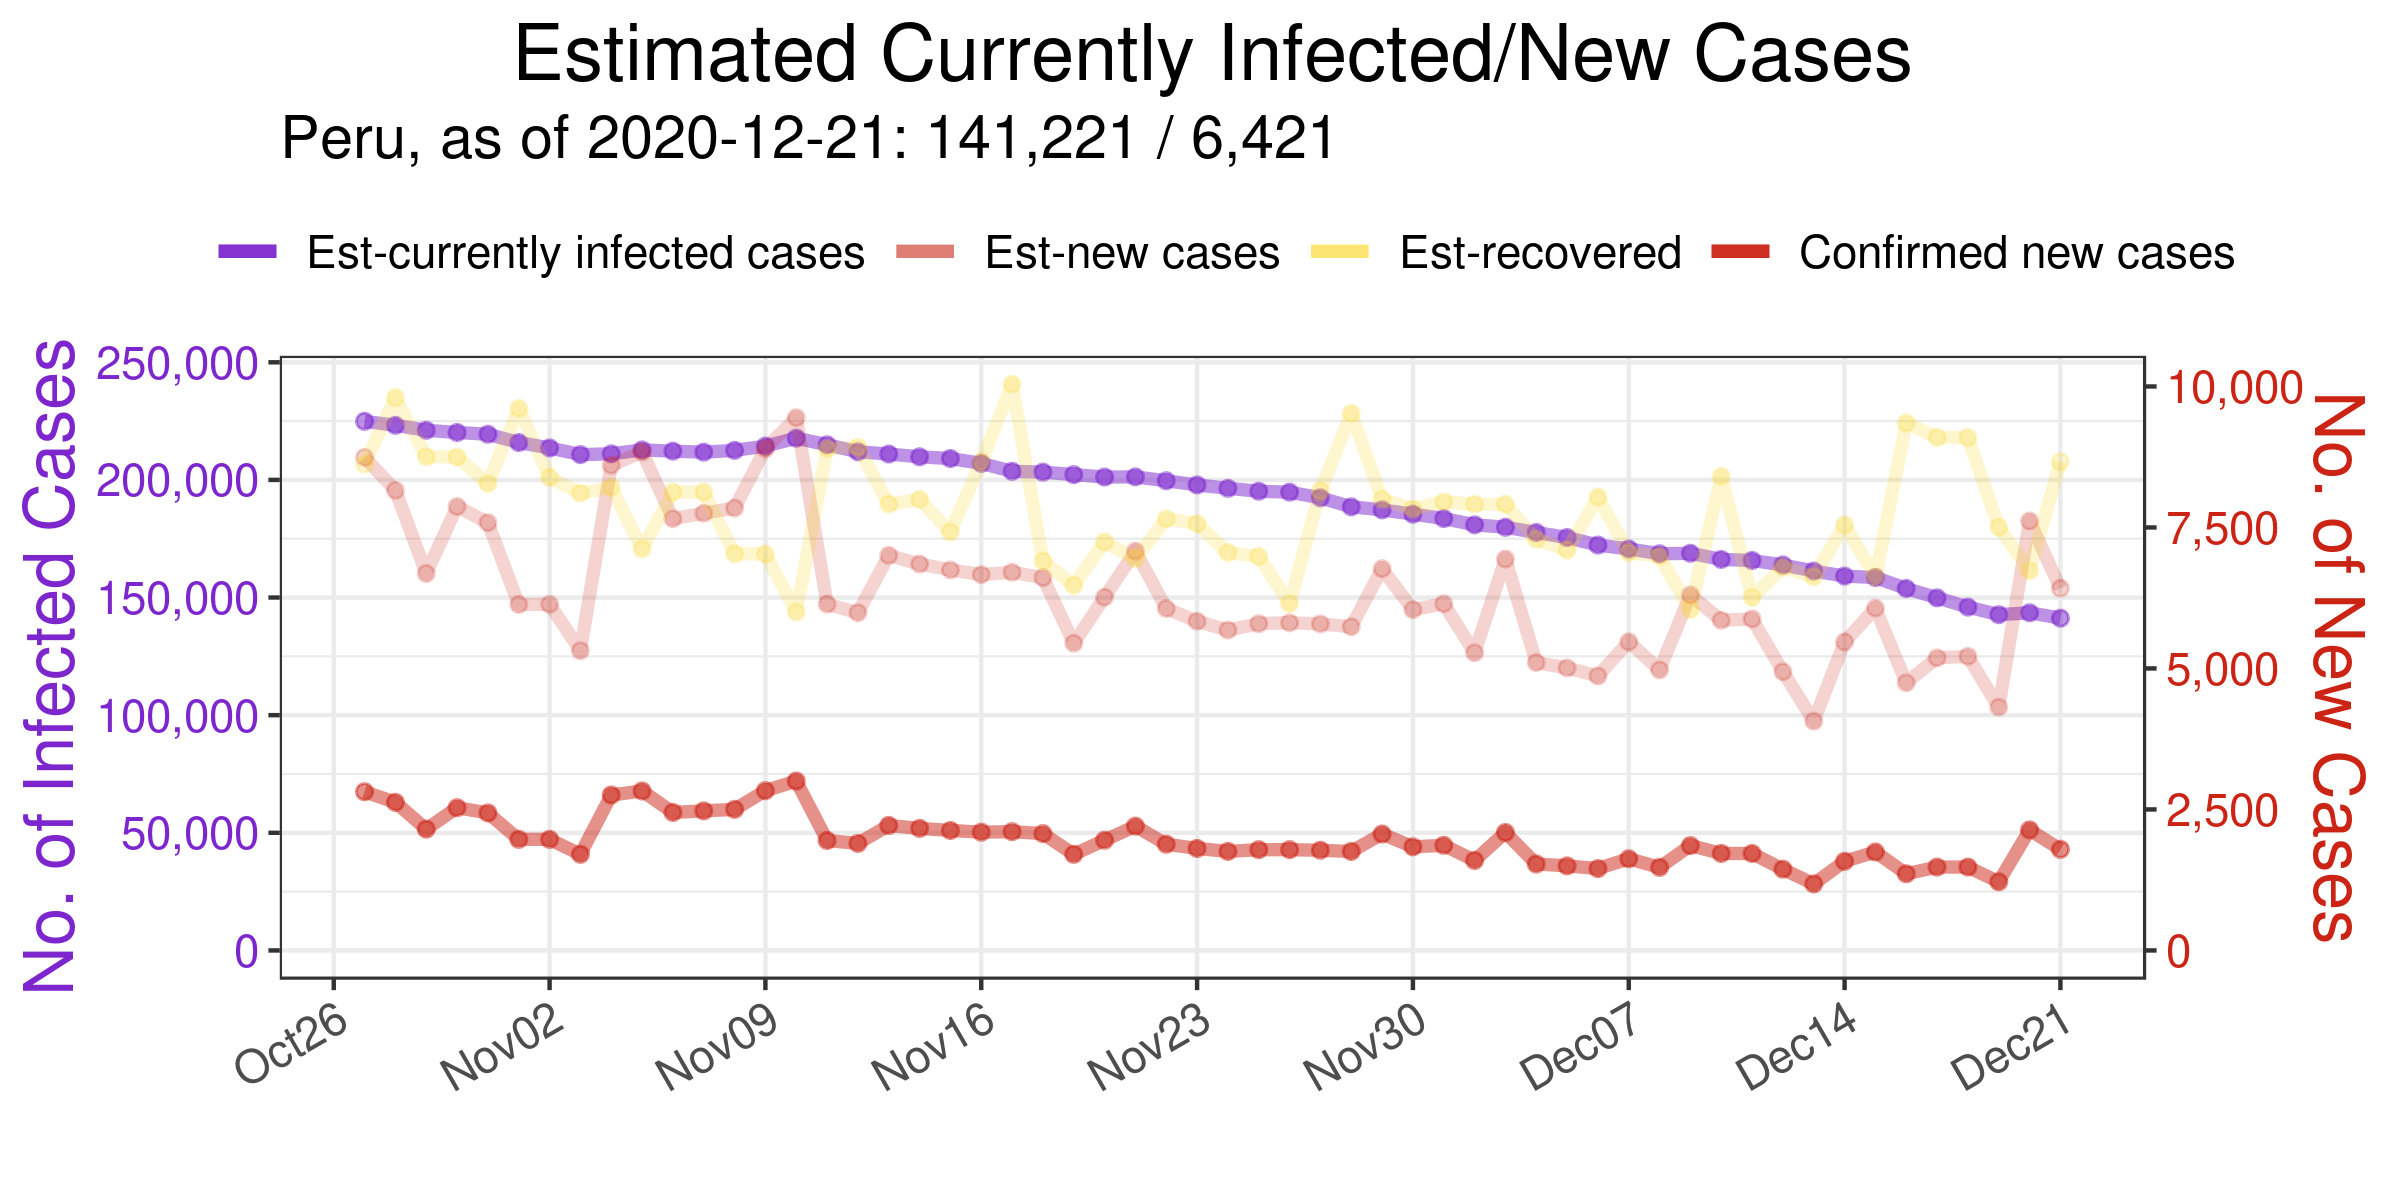 Estimated Currently Infected/New Cases
Peru, as of 2020-12-21: 141,221 / 6,421
Est-currently infected cases Est-new cases Est-recovered Confirmed new cases
No. of Infected Cases
250,000
200,000
150,000
100,000
50,000
0
10,000
7,500
5,000
2,500
0
No. of New Cases
Oct26 Nov02 Nov09 Nov16 Nov23 Nov30 Dec07 Dec14 Dec21